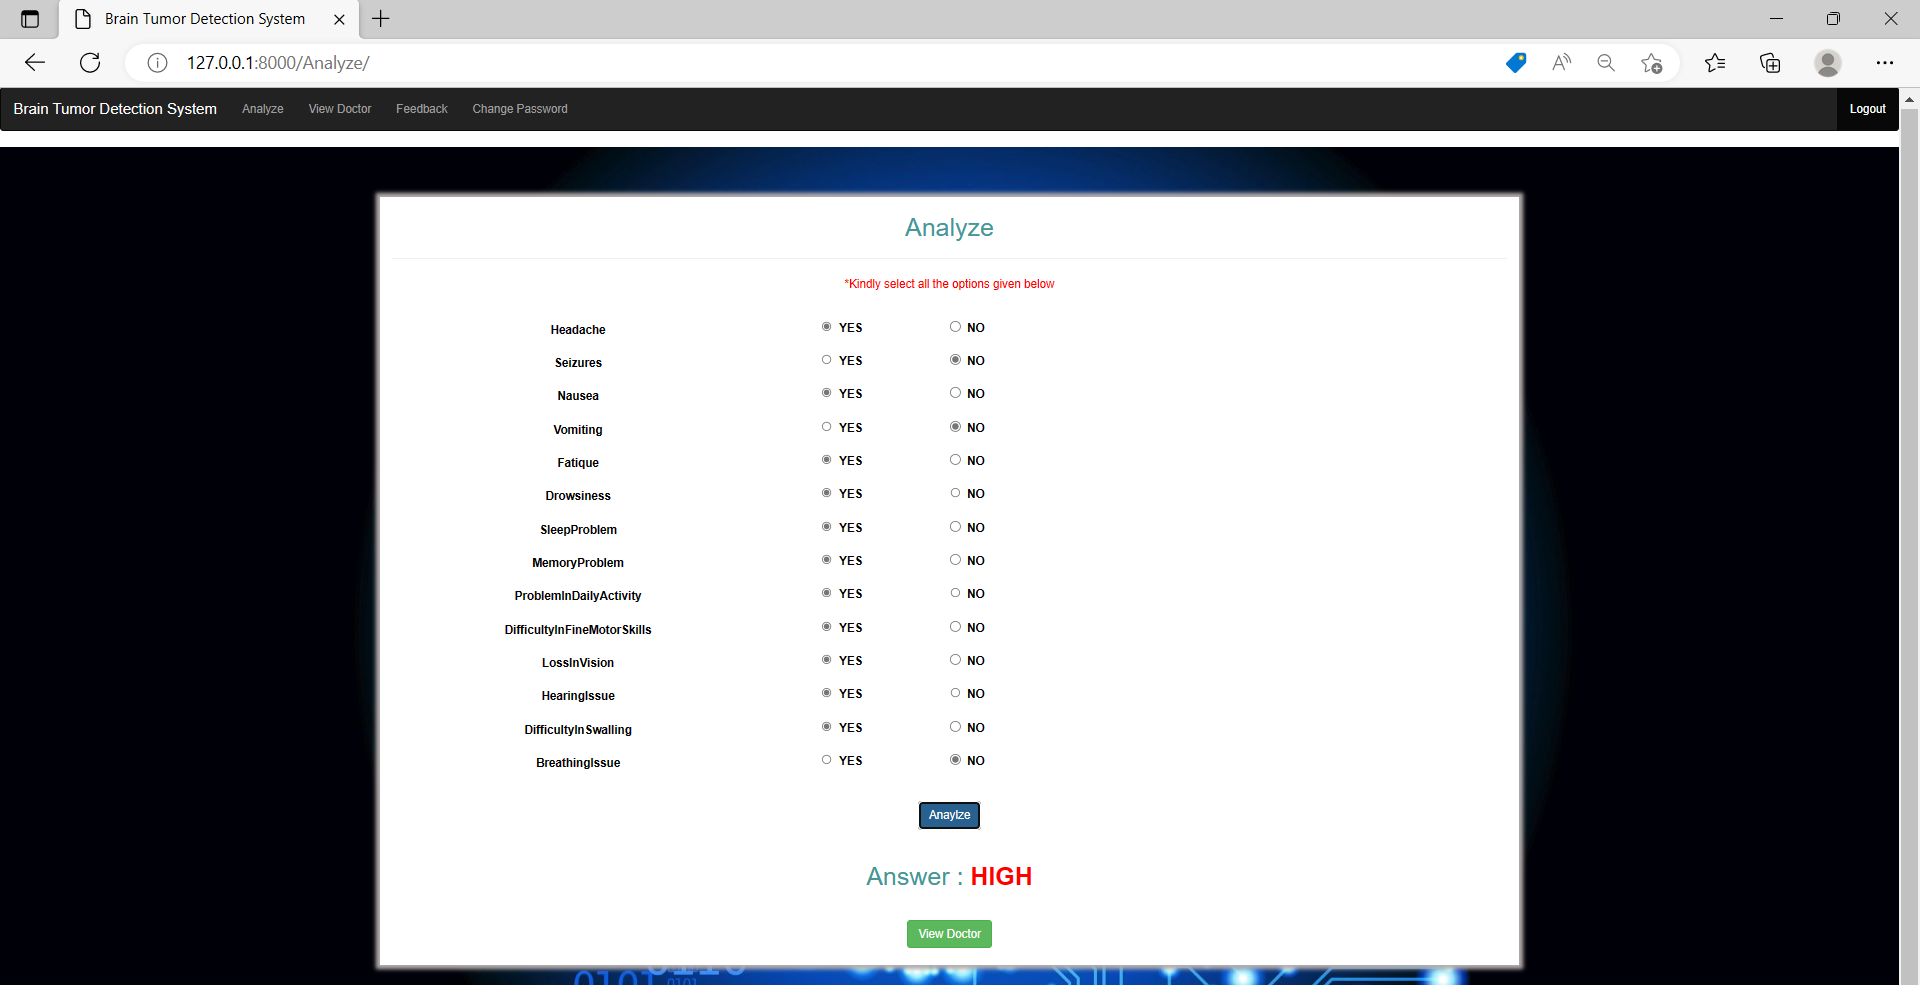 Brain Tumor Detection System
127.0.0.1:8000/Analyze/
Brain Tumor Detection System Analyze View Doctor Feedback Change Password Logout
Analyze
*Kindly select all the options given below
Headache YES NO
Seizures YES NO
Nausea YES NO
Vomiting YES NO
Fatique YES NO
Drowsiness YES NO
SleepProblem YES NO
MemoryProblem YES NO
ProblemInDailyActivity YES NO
DifficultyInFineMotorSkills YES NO
LossInVision YES NO
HearingIssue YES NO
DifficultyInSwalling YES NO
BreathingIssue YES NO
Anaylze
Answer : HIGH
View Doctor
0101
0101